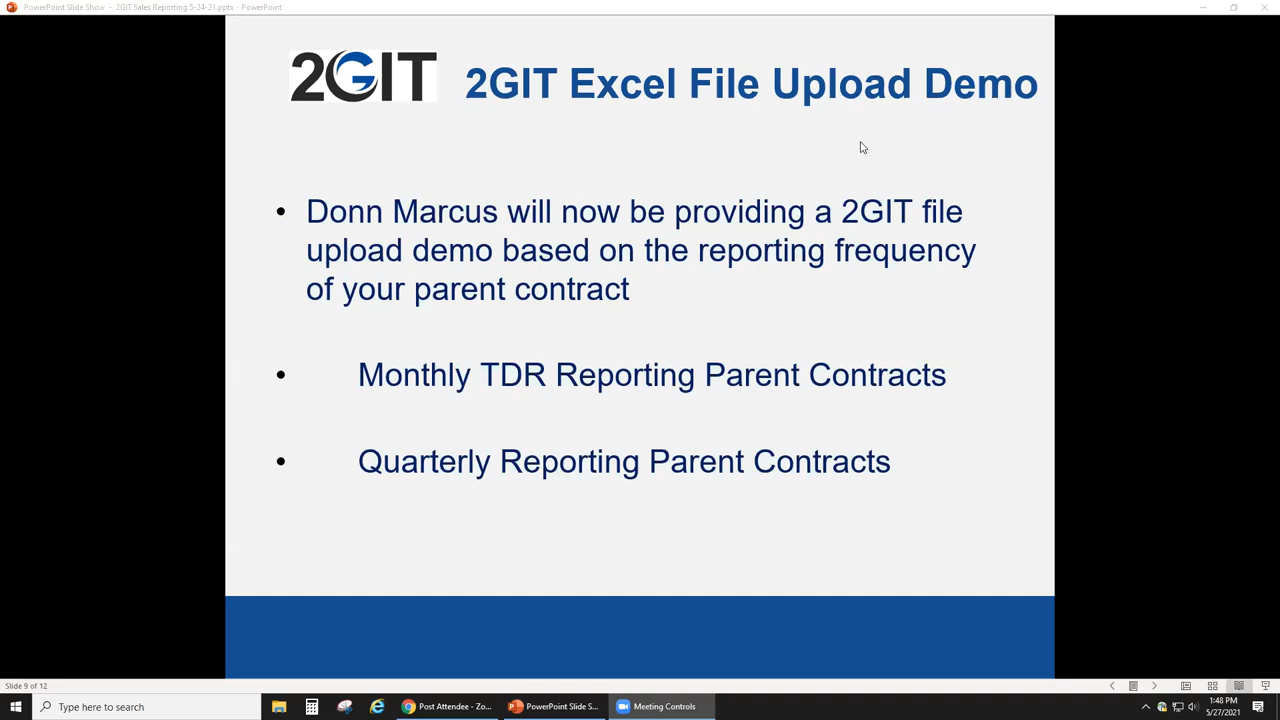 PowerPoint Slide Show - 2GIT Sales Reporting 5-24-21.pptx - PowerPoint
2GIT
2GIT Excel File Upload Demo
• Donn Marcus will now be providing a 2GIT file
upload demo based on the reporting frequency
of your parent contract
• Monthly TDR Reporting Parent Contracts
• Quarterly Reporting Parent Contracts
Slide 9 of 12
Type here to search
Post Attendee - Zo...
PowerPoint Slide S...
Meeting Controls
1:48 PM
5/27/2021